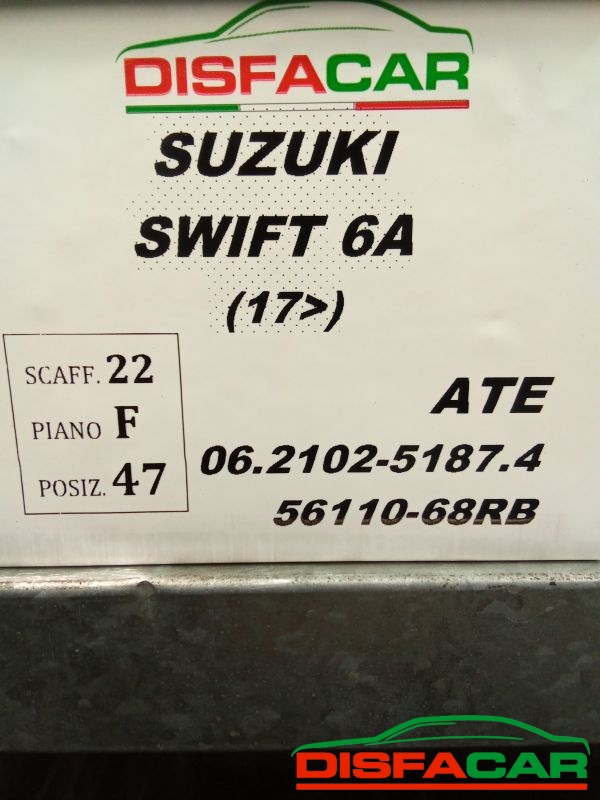 DISFACAR
SUZUKI
SWIFT 6A
(17>)
SCAFF. 22
PIANO F
POSIZ. 47
ATE
06.2102-5187.4
56110-68RB
DISFACAR